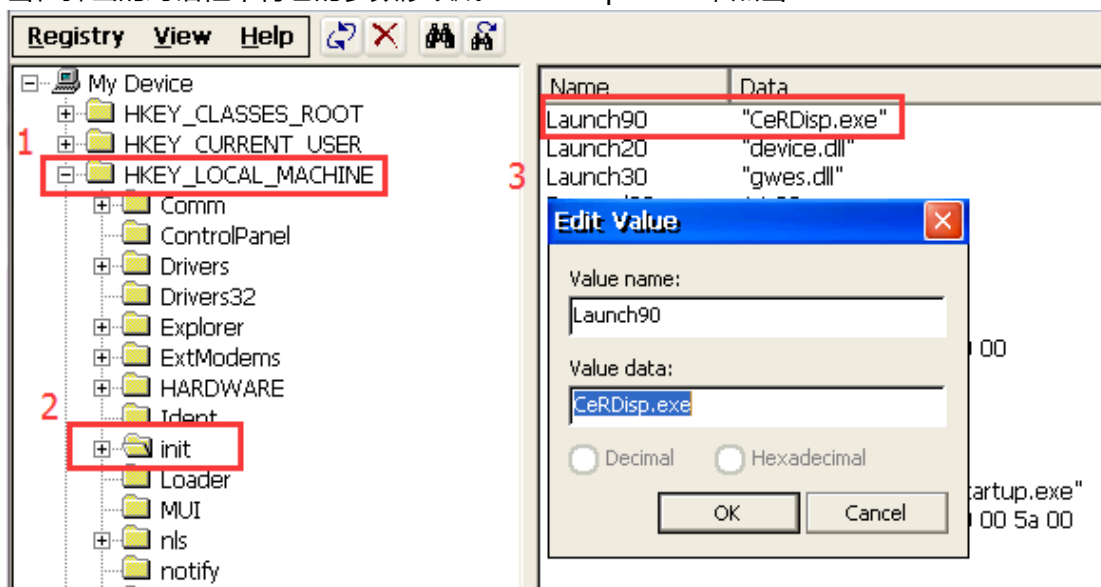 Registry View Help
My Device
HKEY_CLASSES_ROOT
1
HKEY_CURRENT_USER
HKEY_LOCAL_MACHINE
Comm
ControlPanel
Drivers
Drivers32
Explorer
ExtModems
HARDWARE
2
Ident
init
Loader
MUI
nls
notify
Name Data
Launch90 "CeRDisp.exe"
Launch20 "device.dll"
3
Launch30 "gwes.dll"
Edit Value
Value name:
Launch90
00
Value data:
CeRDisp.exe
Decimal Hexadecimal
artup.exe"
OK Cancel
00 5a 00